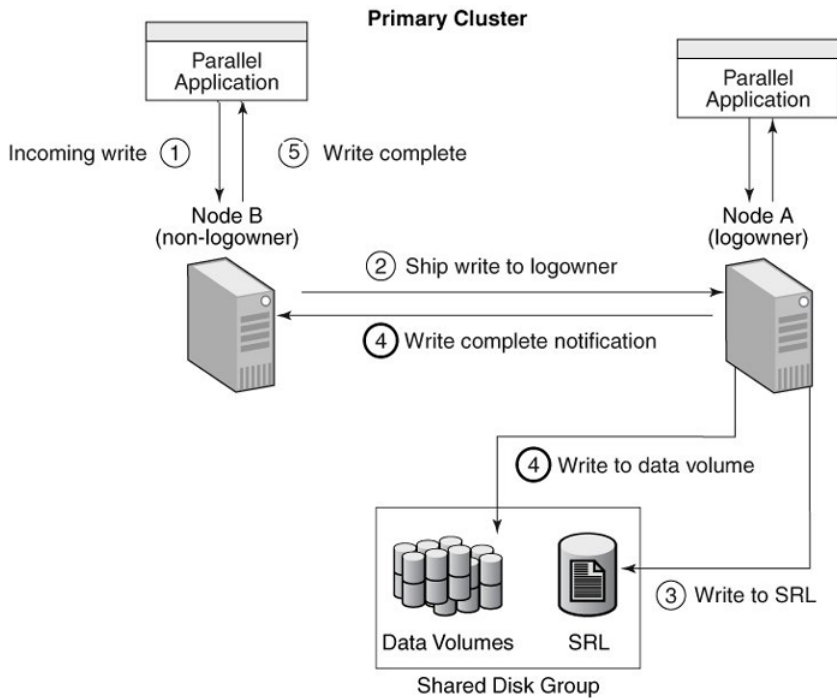 Primary Cluster
Parallel
Application
Parallel
Application
Incoming write 1
5 Write complete
Node B
(non-logowner)
Node A
(logowner)
2 Ship write to logowner
4 Write complete notification
4 Write to data volume
3 Write to SRL
Data Volumes
SRL
Shared Disk Group